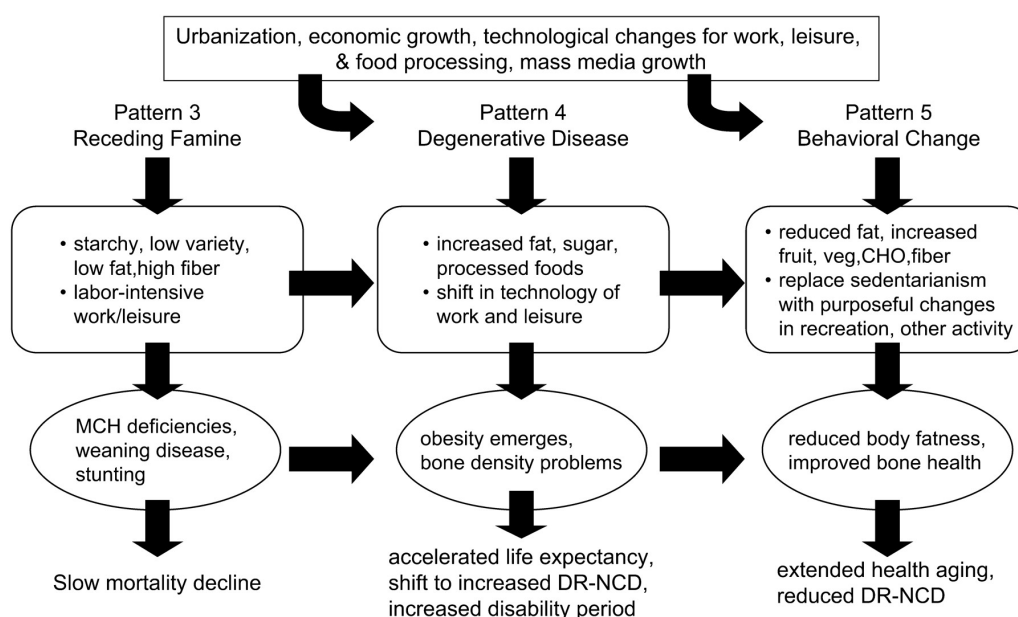 Urbanization, economic growth, technological changes for work, leisure,
& food processing, mass media growth
Pattern 3
Receding Famine
Pattern 4
Degenerative Disease
Pattern 5
Behavioral Change
• starchy, low variety,
low fat,high fiber
• labor-intensive
work/leisure
• increased fat, sugar,
processed foods
• shift in technology of
work and leisure
• reduced fat, increased
fruit, veg,CHO,fiber
• replace sedentarianism
with purposeful changes
in recreation, other activity
MCH deficiencies,
weaning disease,
stunting
obesity emerges,
bone density problems
reduced body fatness,
improved bone health
Slow mortality decline
accelerated life expectancy,
shift to increased DR-NCD,
increased disability period
extended health aging,
reduced DR-NCD